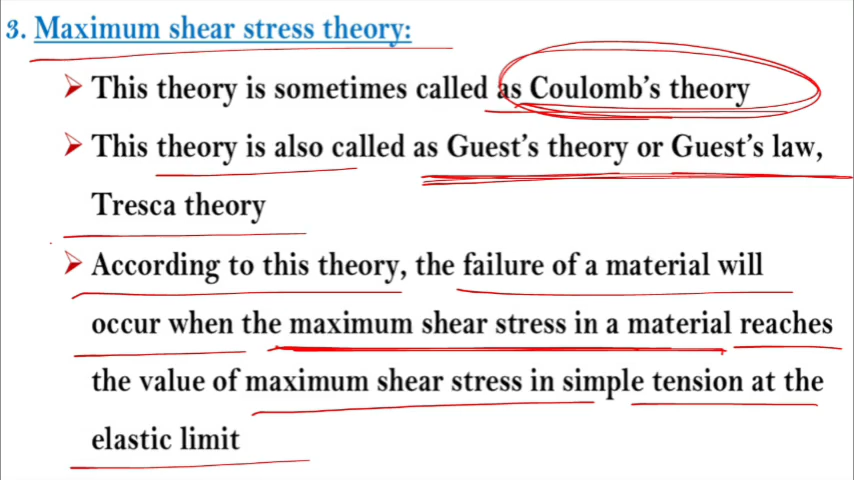 3. Maximum shear stress theory:
➤ This theory is sometimes called as Coulomb's theory
➤ This theory is also called as Guest's theory or Guest's law,
Tresca theory
➤ According to this theory, the failure of a material will
occur when the maximum shear stress in a material reaches
the value of maximum shear stress in simple tension at the
elastic limit